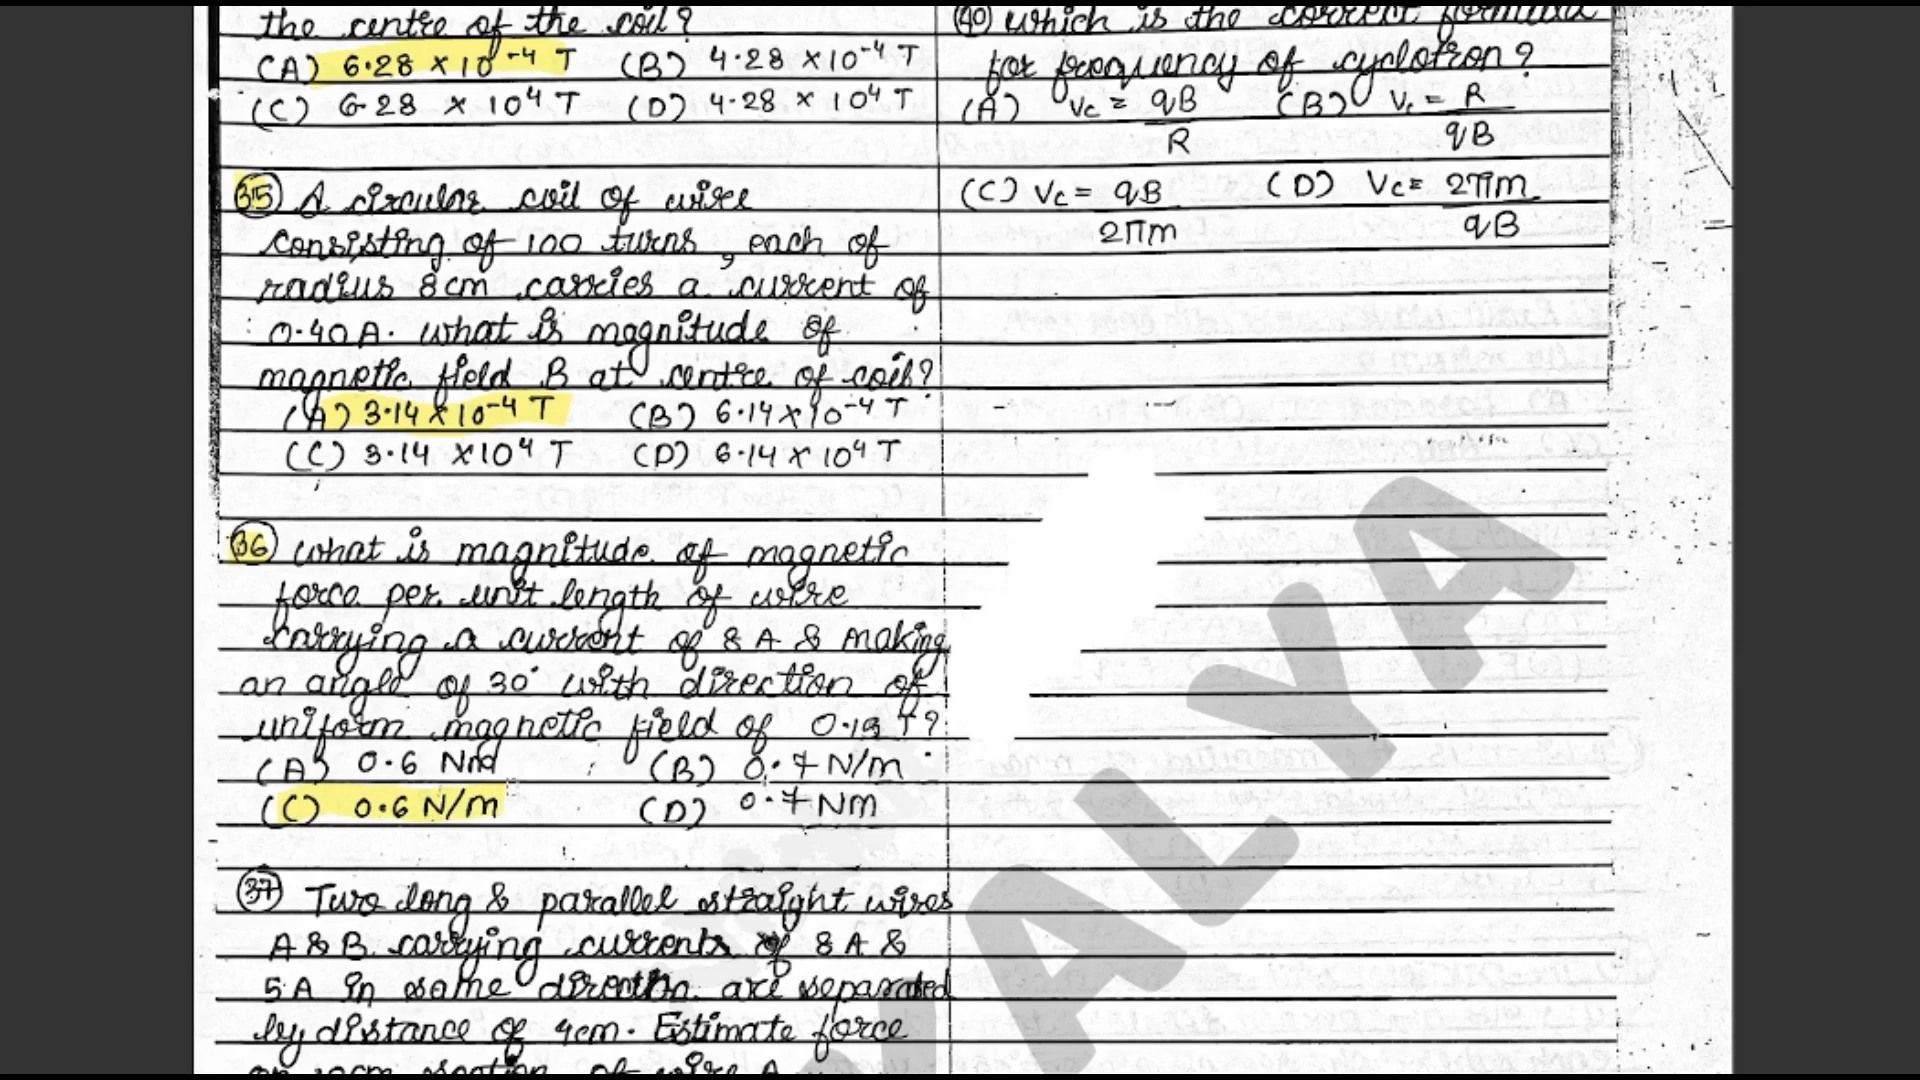 the centre of the coil?
(A) 6.28 × 10⁻⁴ T (B) 4.28 × 10⁻⁴ T
(C) 6.28 × 10⁴ T (D) 4.28 × 10⁴ T
35) A circular coil of wire
consisting of 100 turns, each of
radius 8cm carries a current of
0.40A. what is magnitude of
magnetic field B at centre of coil?
(A) 3.14 × 10⁻⁴ T (B) 6.14 × 10⁻⁴ T
(C) 3.14 × 10⁴ T (D) 6.14 × 10⁴ T
36) What is magnitude of magnetic
force per unit length of wire
carrying a current of 8 A & making
an angle of 30° with direction of
uniform magnetic field of 0.15 T?
(A) 0.6 Nm (B) 0.7 N/m
(C) 0.6 N/m (D) 0.7 Nm
37) Two long & parallel straight wires
A & B carrying currents of 8 A &
5A in same direction are separated
by distance of 4cm. Estimate force
on 10cm section of wire A
40) Which is the correct formula
for frequency of cyclotron?
(A) Vc = qB (B) Vc = R
R qB
(C) Vc = qB (D) Vc = 2πm
2πm qB
YALYA